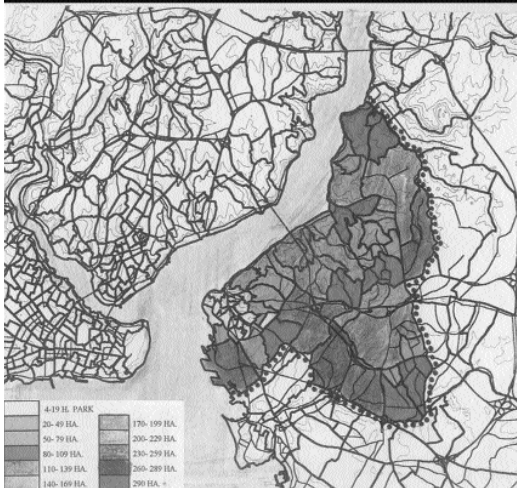 4-19 H. PARK
20- 49 HA.
50- 79 HA.
80- 109 HA.
110- 139 HA.
140- 169 HA.
170- 199 HA.
200- 229 HA.
230- 259 HA.
260- 289 HA.
290 HA. +